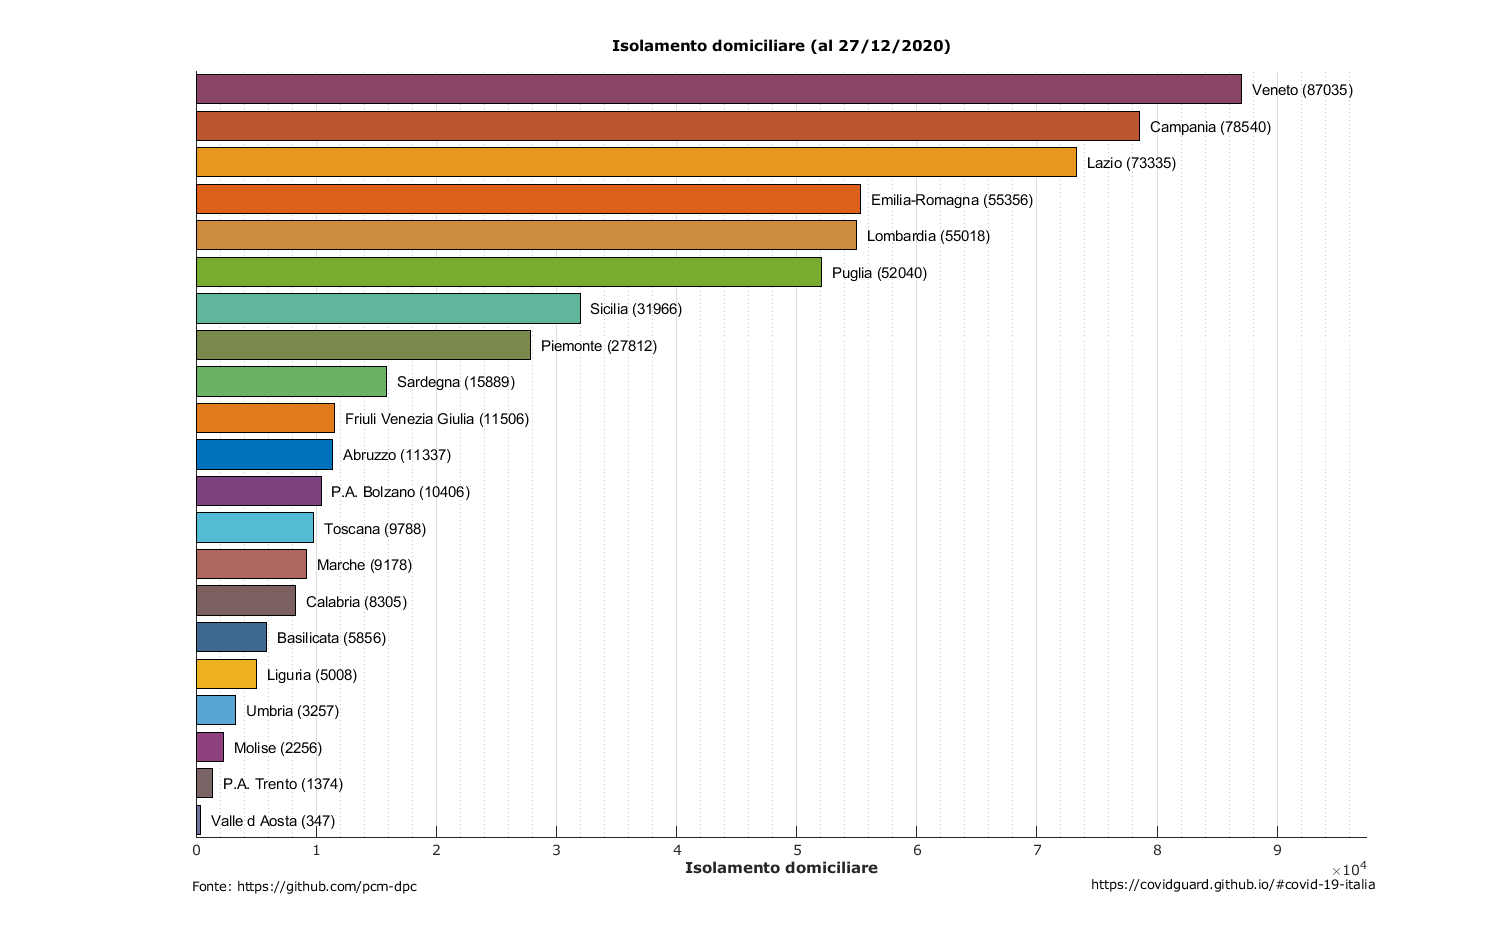 Isolamento domiciliare (al 27/12/2020)
Veneto (87035)
Campania (78540)
Lazio (73335)
Emilia-Romagna (55356)
Lombardia (55018)
Puglia (52040)
Sicilia (31966)
Piemonte (27812)
Sardegna (15889)
Friuli Venezia Giulia (11506)
Abruzzo (11337)
P.A. Bolzano (10406)
Toscana (9788)
Marche (9178)
Calabria (8305)
Basilicata (5856)
Liguria (5008)
Umbria (3257)
Molise (2256)
P.A. Trento (1374)
Valle d Aosta (347)
0 1 2 3 4 5 6 7 8 9
Isolamento domiciliare
×10⁴
Fonte: https://github.com/pcm-dpc
https://covidguard.github.io/#covid-19-italia